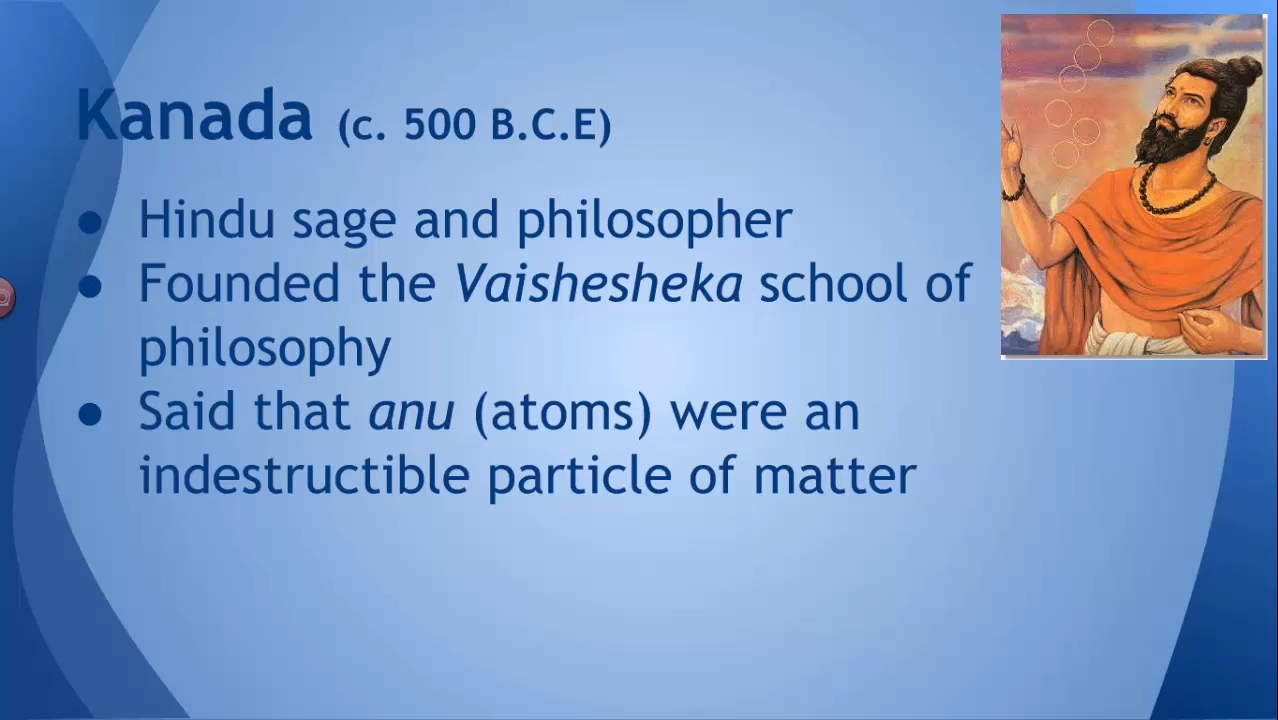 Kanada (c. 500 B.C.E)
● Hindu sage and philosopher
● Founded the Vaishesheka school of
philosophy
● Said that anu (atoms) were an
indestructible particle of matter